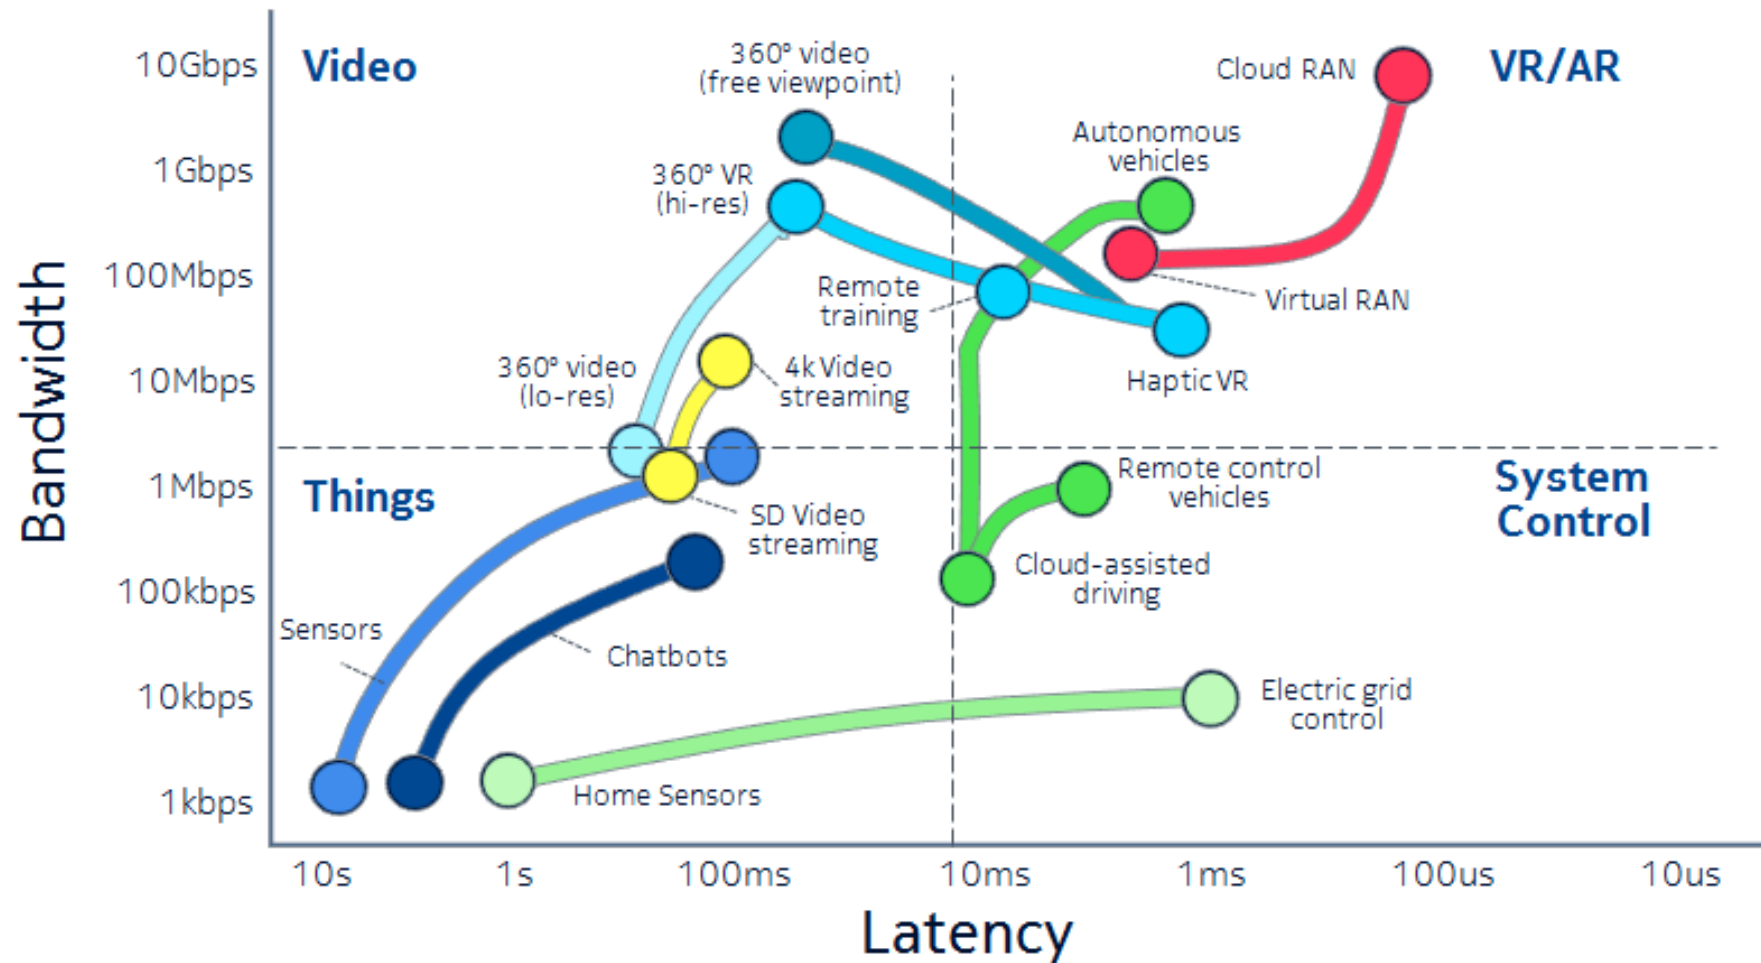 Bandwidth
10Gbps
1Gbps
100Mbps
10Mbps
1Mbps
100kbps
10kbps
1kbps
Video
360º video
(free viewpoint)
Cloud RAN
VR/AR
Autonomous
vehicles
360º VR
(hi-res)
Remote
training
Virtual RAN
360º video
(lo-res)
4k Video
streaming
Haptic VR
Things
SD Video
streaming
Remote control
vehicles
System
Control
Cloud-assisted
driving
Sensors
Chatbots
Electric grid
control
Home Sensors
10s
1s
100ms
10ms
1ms
100us
10us
Latency